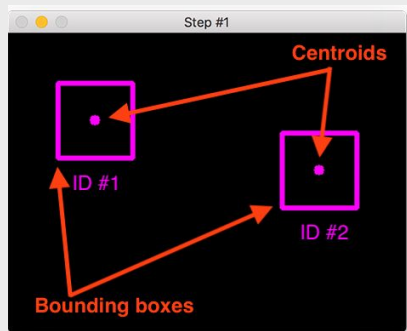 Step #1
Centroids
ID #1
ID #2
Bounding boxes